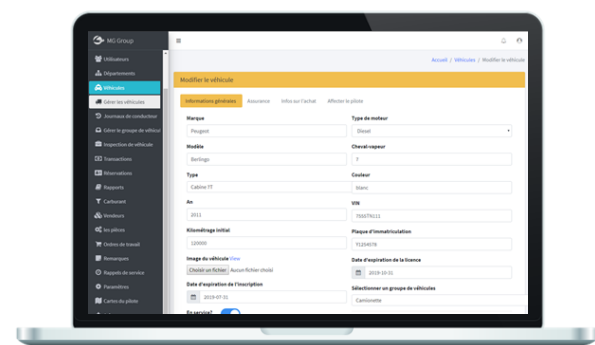 MG Group
Utilisateurs
Départements
Véhicules
Gérer les véhicules
Journaux de conducteur
Gérer le groupe de véhicul
Inspection de véhicule
Transactions
Réservations
Rapports
Carburant
Vendeurs
les pièces
Ordres de travail
Remarques
Rappels de service
Paramètres
Cartes du pilote
Accueil / Véhicules / Modifier le véhicule
Modifier le véhicule
Informations générales Assurance Infos sur l'achat Affecter le pilote
Marque
Peugeot
Modèle
Berlingo
Type
Cabine TT
An
2011
Kilométrage initial
120000
Image du véhicule View
Choisir un fichier Aucun fichier choisi
Date d'expiration de l'inscription
2019-07-31
En service?
Type de moteur
Diesel
Cheval-vapeur
7
Couleur
blanc
VIN
Plaque d'immatriculation
Date d'expiration de la licence
2019-10-31
Sélectionner un groupe de véhicules
Camionette